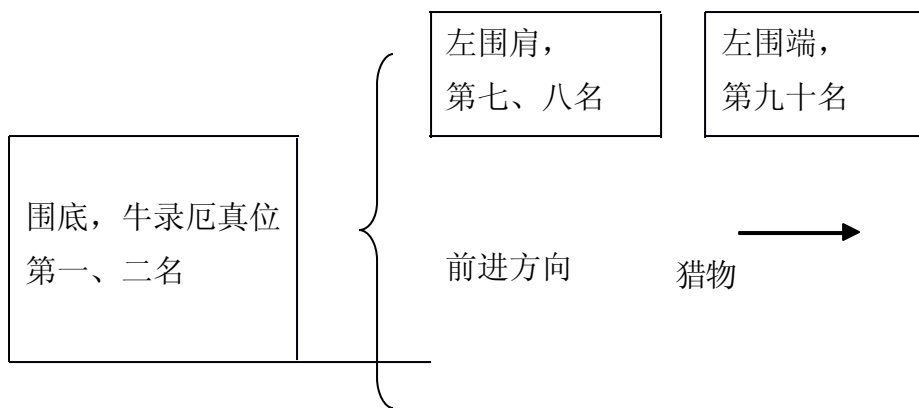 左围肩，
第七、八名
左围端，
第九十名
围底，牛录厄真位
第一、二名
前进方向
猎物